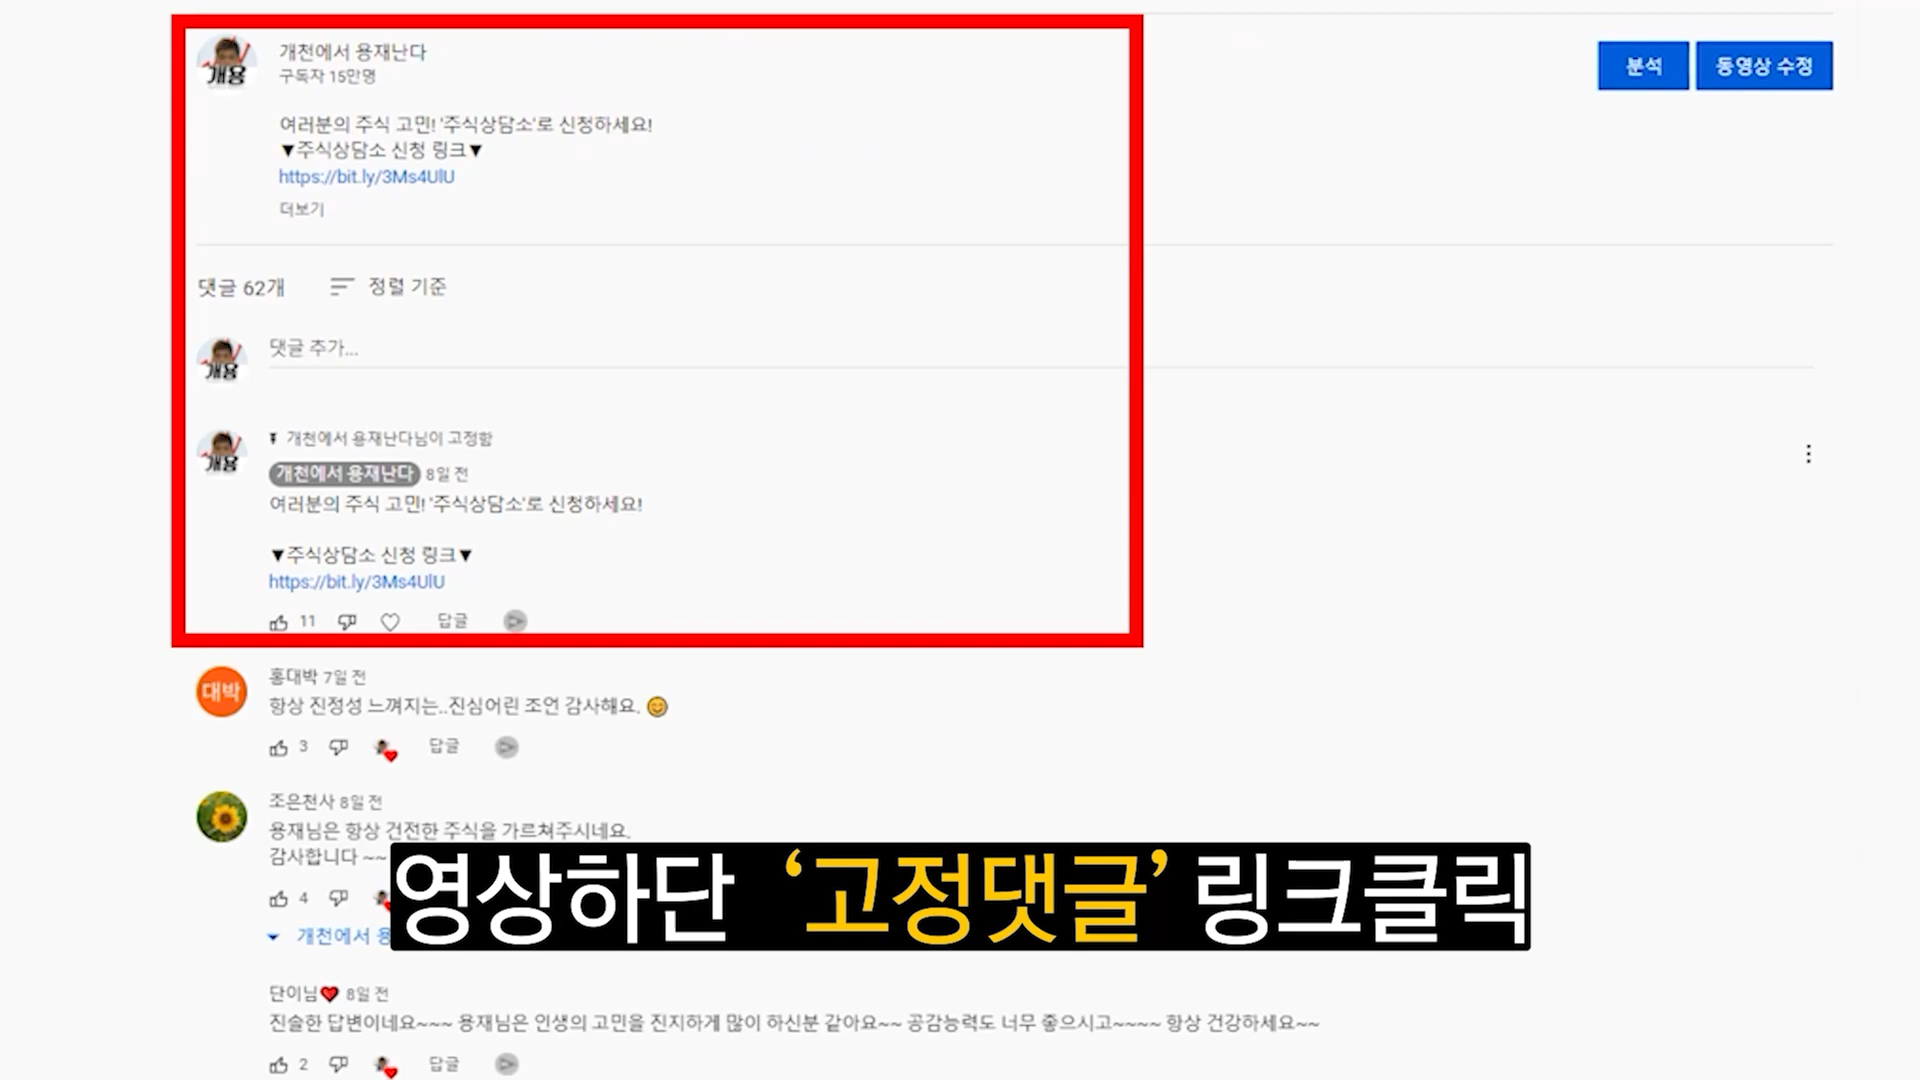 개용
개천에서 용재난다
구독자 15만명
분석
동영상 수정
여러분의 주식 고민! '주식상담소'로 신청하세요!
▼주식상담소 신청 링크▼
https://bit.ly/3Ms4UlU
더보기
댓글 62개
정렬 기준
개용
댓글 추가...
개용
개천에서 용재난다님이 고정함
개천에서 용재난다 8일 전
여러분의 주식 고민! '주식상담소'로 신청하세요!
▼주식상담소 신청 링크▼
https://bit.ly/3Ms4UlU
11 답글
대박
홍대박 7일 전
항상 진정성 느껴지는..진심어린 조언 감사해요. 😊
3 답글
조은천사 8일 전
용재님은 항상 건전한 주식을 가르쳐주시네요.
감사합니다 ~~
4
개천에서 용
영상하단 ‘고정댓글’ 링크클릭
단이님❤ 8일 전
진솔한 답변이네요~~~ 용재님은 인생의 고민을 진지하게 많이 하신분 같아요~~ 공감능력도 너무 좋으시고~~~~ 항상 건강하세요~~
2 답글